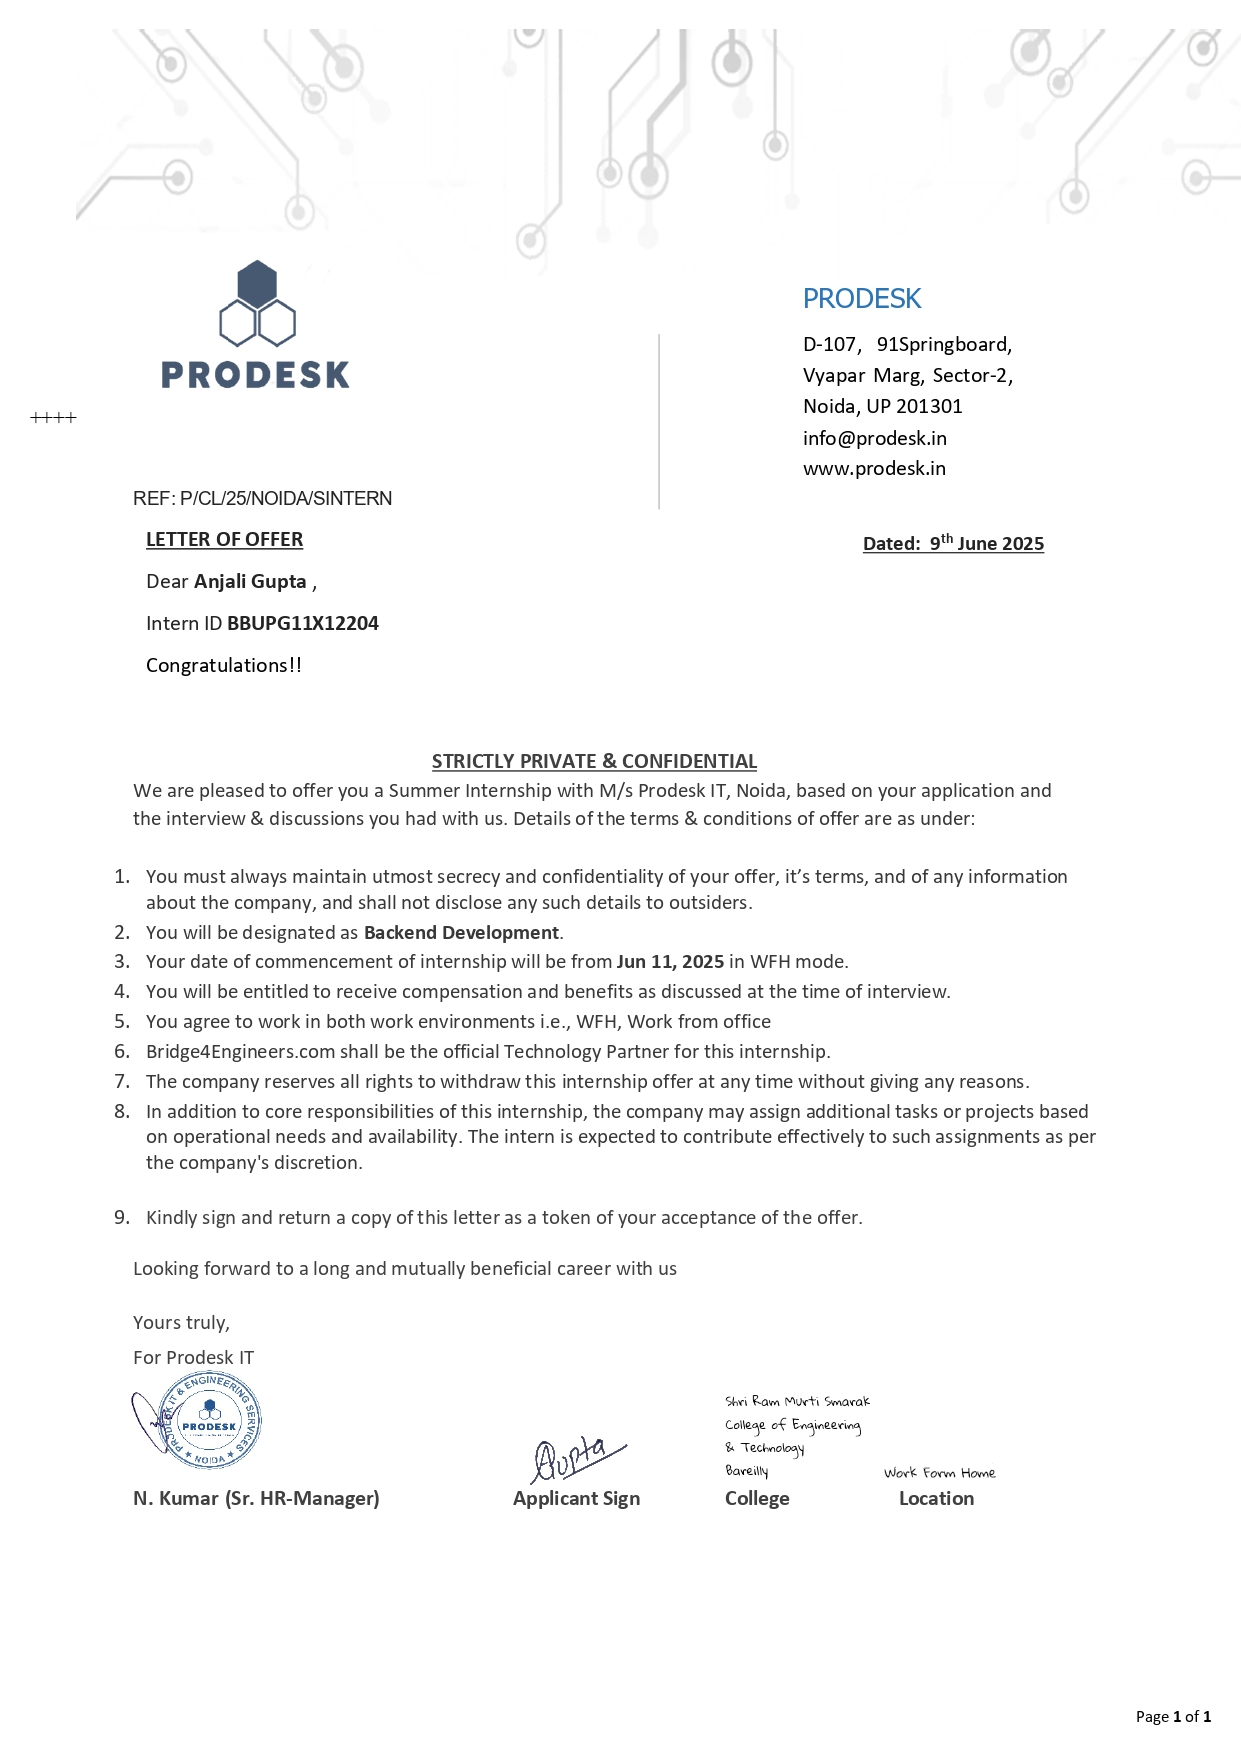 PRODESK
PRODESK
D-107, 91Springboard,
Vyapar Marg, Sector-2,
Noida, UP 201301
info@prodesk.in
www.prodesk.in
++++
REF: P/CL/25/NOIDA/SINTERN
LETTER OF OFFER
Dated: 9th June 2025
Dear Anjali Gupta ,
Intern ID BBUPG11X12204
Congratulations!!
STRICTLY PRIVATE & CONFIDENTIAL
We are pleased to offer you a Summer Internship with M/s Prodesk IT, Noida, based on your application and
the interview & discussions you had with us. Details of the terms & conditions of offer are as under:
1. You must always maintain utmost secrecy and confidentiality of your offer, it’s terms, and of any information
about the company, and shall not disclose any such details to outsiders.
2. You will be designated as Backend Development.
3. Your date of commencement of internship will be from Jun 11, 2025 in WFH mode.
4. You will be entitled to receive compensation and benefits as discussed at the time of interview.
5. You agree to work in both work environments i.e., WFH, Work from office
6. Bridge4Engineers.com shall be the official Technology Partner for this internship.
7. The company reserves all rights to withdraw this internship offer at any time without giving any reasons.
8. In addition to core responsibilities of this internship, the company may assign additional tasks or projects based
on operational needs and availability. The intern is expected to contribute effectively to such assignments as per
the company's discretion.
9. Kindly sign and return a copy of this letter as a token of your acceptance of the offer.
Looking forward to a long and mutually beneficial career with us
Yours truly,
For Prodesk IT
PRODESK IT & ENGINEERING SERVICES
PRODESK
★ NOIDA ★
Gupta
Shri Ram Murti Smarak
College of Engineering
& Technology
Bareilly
Work Form Home
N. Kumar (Sr. HR-Manager)
Applicant Sign
College
Location
Page 1 of 1